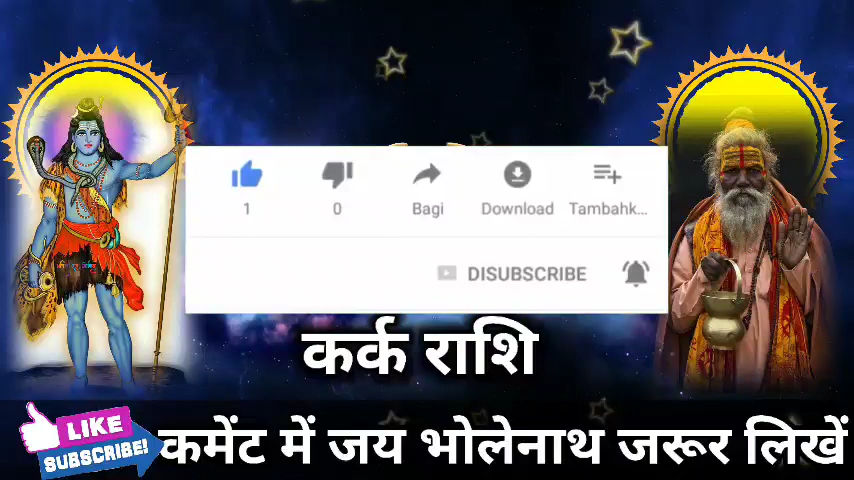 1
0
Bagi
Download
Tambahk...
DISUBSCRIBE
कर्क राशि
LIKE
SUBSCRIBE!
कमेंट में जय भोलेनाथ जरूर लिखें